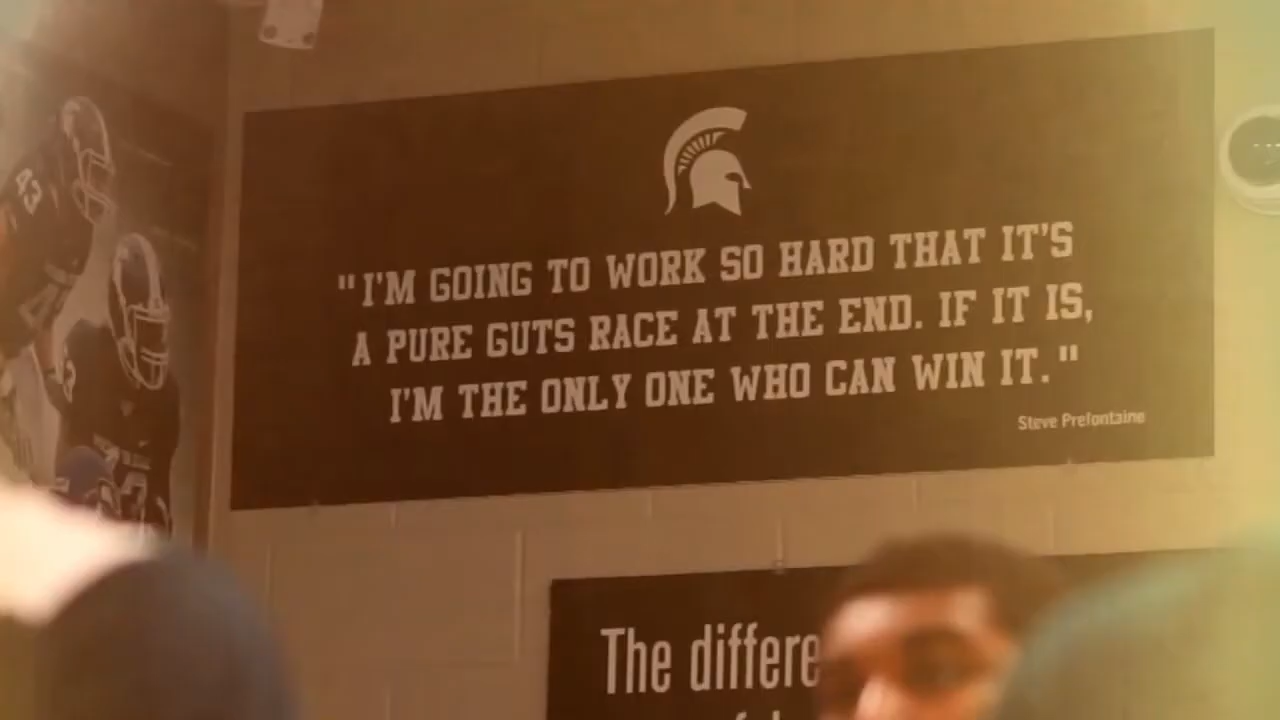 43
"I'M GOING TO WORK SO HARD THAT IT'S
A PURE GUTS RACE AT THE END. IF IT IS,
I'M THE ONLY ONE WHO CAN WIN IT."
Steve Prefontaine
The differe